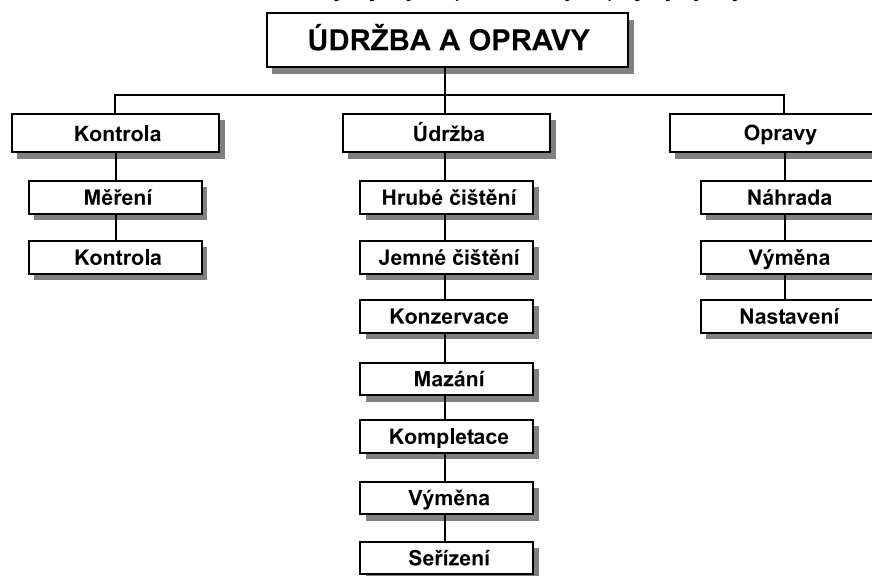 ÚDRŽBA A OPRAVY
Kontrola
Údržba
Opravy
Měření
Hrubé čištění
Náhrada
Kontrola
Jemné čištění
Výměna
Konzervace
Nastavení
Mazání
Kompletace
Výměna
Seřízení